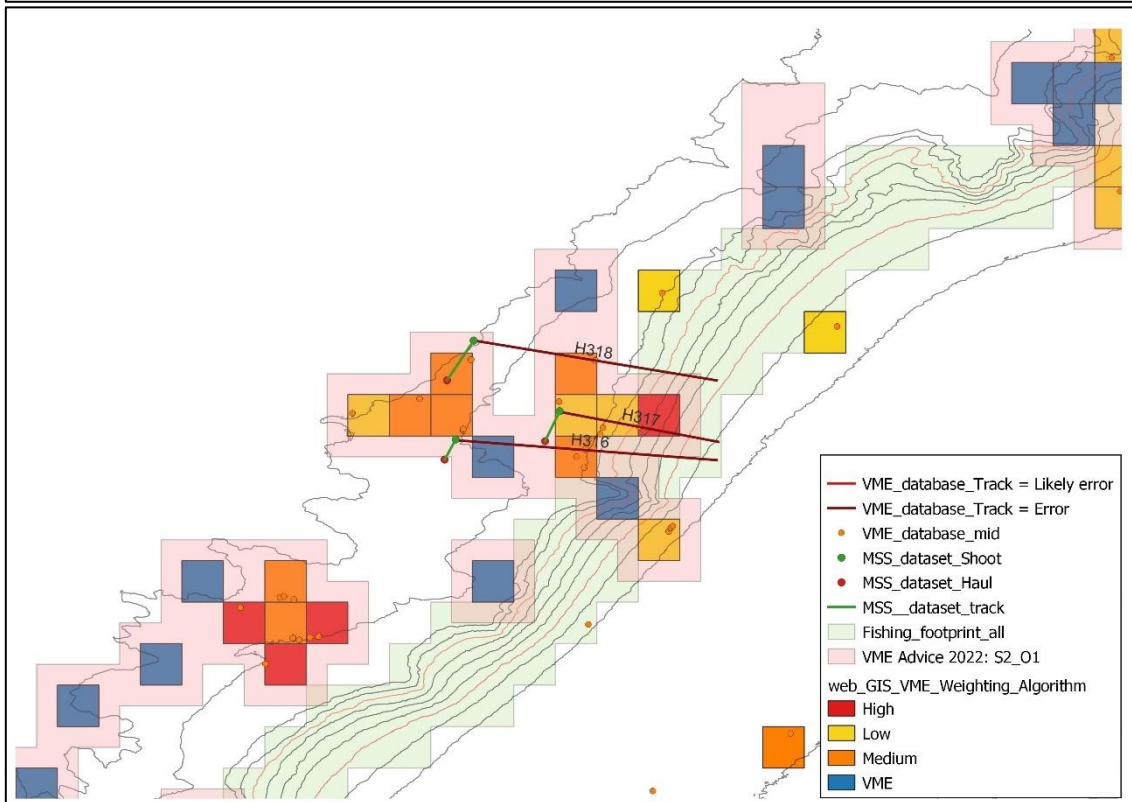 H318
H317
H316
VME_database_Track = Likely error
VME_database_Track = Error
VME_database_mid
MSS_dataset_Shoot
MSS_dataset_Haul
MSS__dataset_track
Fishing_footprint_all
VME Advice 2022: S2_O1
web_GIS_VME_Weighting_Algorithm
High
Low
Medium
VME